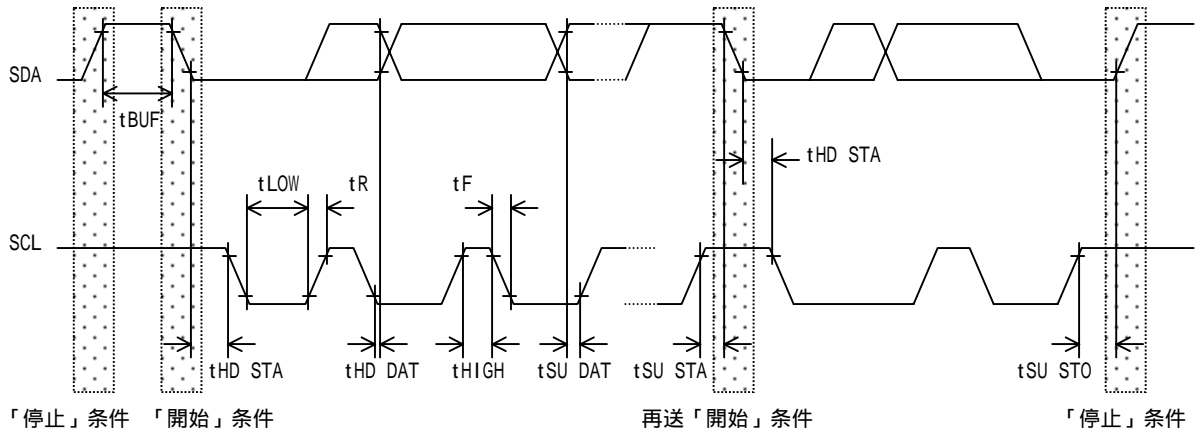 SDA
tBUF
tHD STA
tLOW
tR
tF
SCL
tHD STA
tHD DAT
tHIGH
tSU DAT
tSU STA
tSU STO
「停止」条件
「開始」条件
再送「開始」条件
「停止」条件